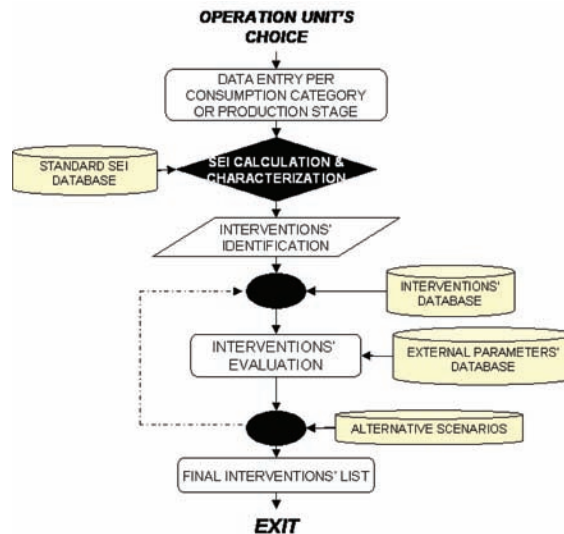 OPERATION UNIT'S
CHOICE
DATA ENTRY PER
CONSUMPTION CATEGORY
OR PRODUCTION STAGE
STANDARD SEI
DATABASE
SEI CALCULATION &
CHARACTERIZATION
INTERVENTIONS'
IDENTIFICATION
INTERVENTIONS'
DATABASE
INTERVENTIONS'
EVALUATION
EXTERNAL PARAMETERS'
DATABASE
ALTERNATIVE SCENARIOS
FINAL INTERVENTIONS' LIST
EXIT